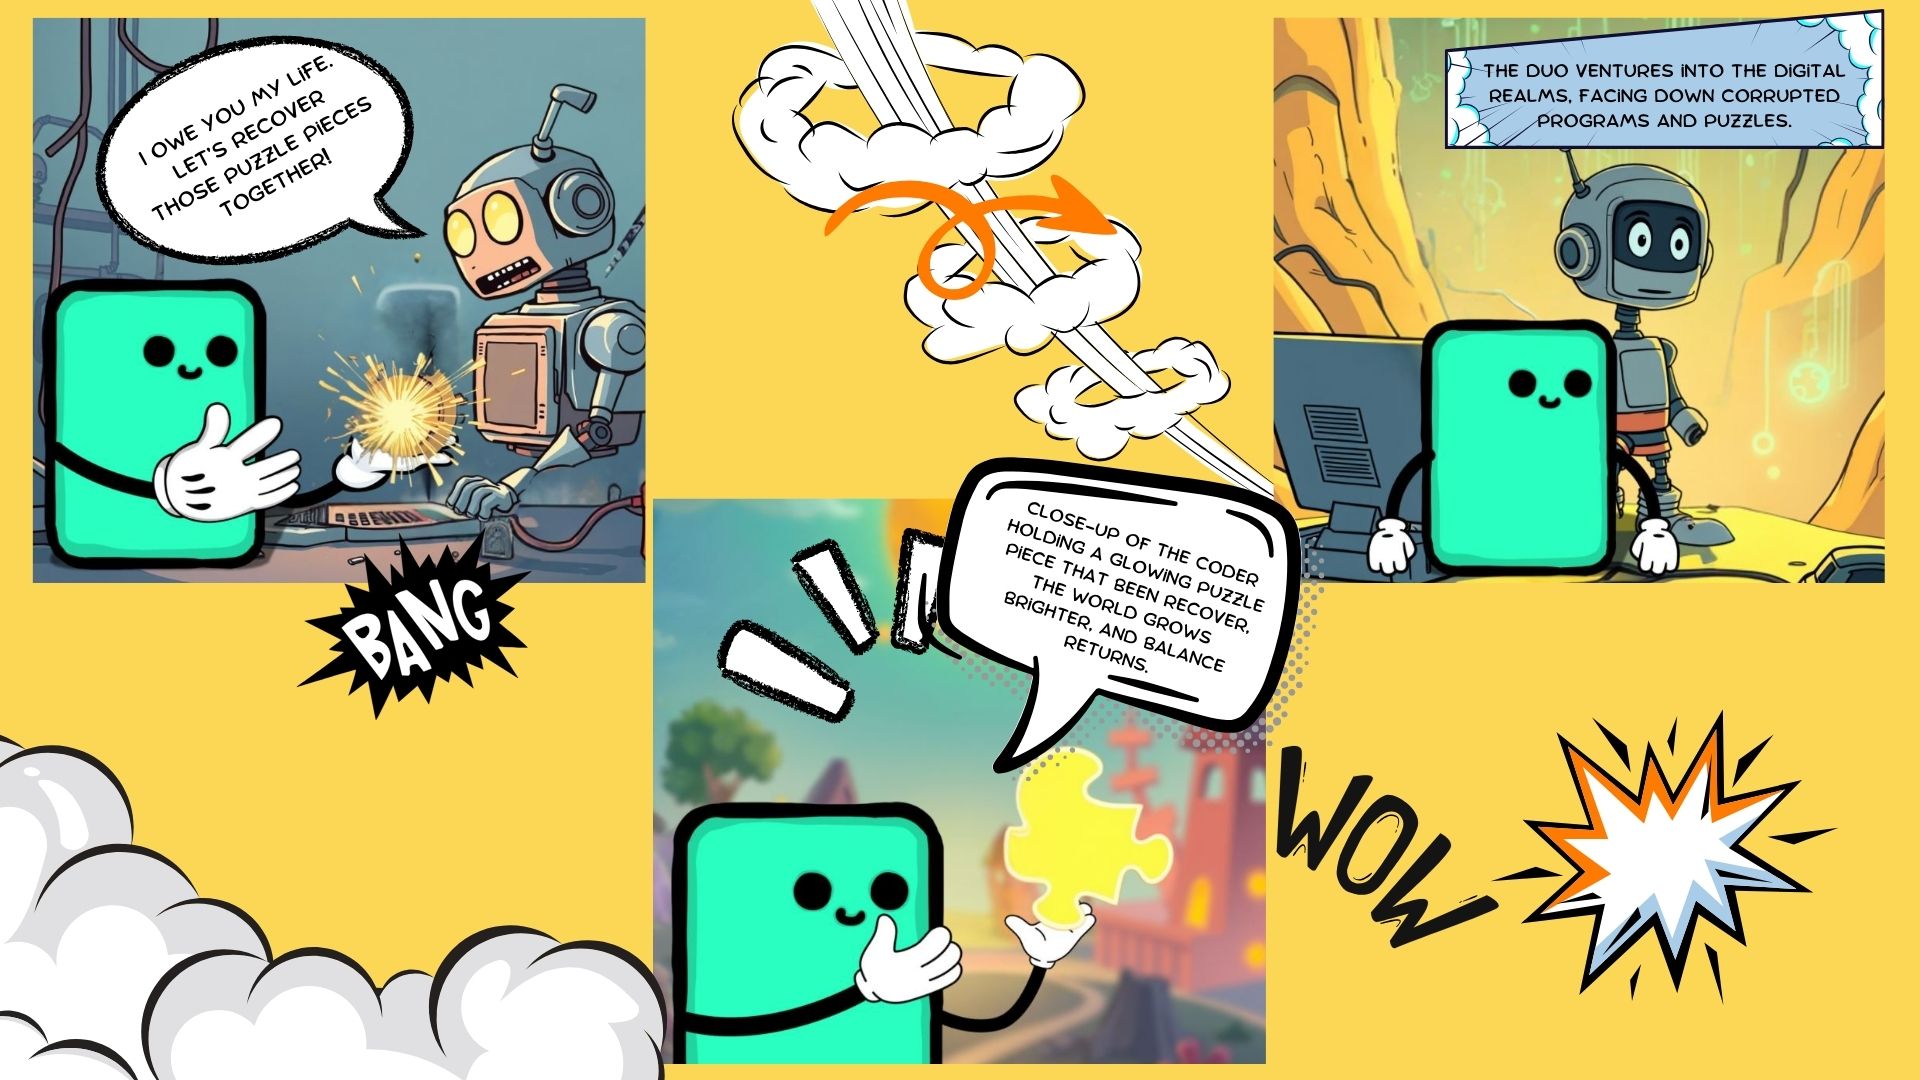 I OWE YOU MY LIFE.
LET'S RECOVER
THOSE PUZZLE PIECES
TOGETHER!
BANG
THE DUO VENTURES INTO THE DIGITAL
REALMS, FACING DOWN CORRUPTED
PROGRAMS AND PUZZLES.
CLOSE-UP OF THE CODER
HOLDING A GLOWING PUZZLE
PIECE THAT BEEN RECOVER,
THE WORLD GROWS
BRIGHTER, AND BALANCE
RETURNS.
WOW